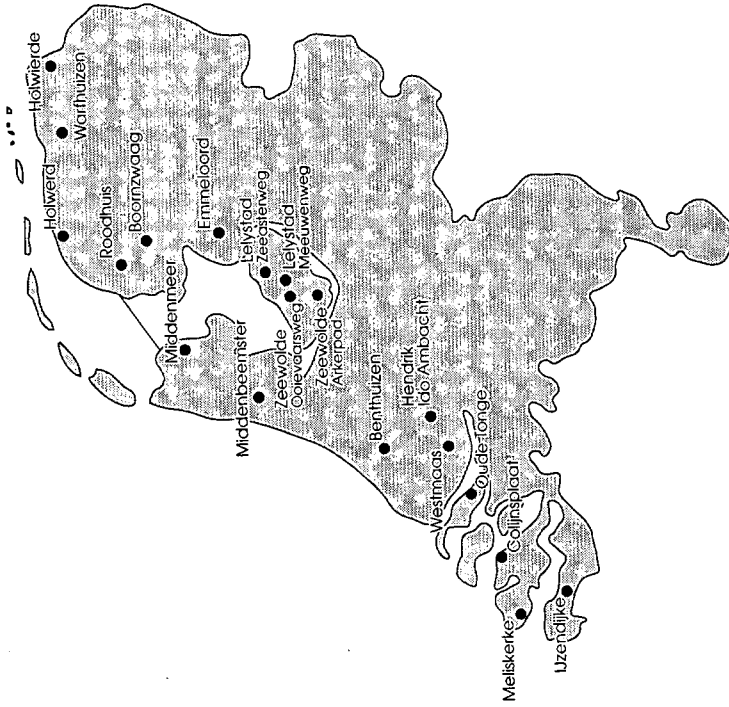 Holwierde
Warfhuizen
Holwerd
Roodhuis
Boornzwaag
Emmeloord
Lelystad
Zeeasterweg
Lelystad
Meeuwenweg
Middenmeer
Middenbeemster
Zeewolde
Ooievaarsweg
Zeewolde
Arkerpad
Benthuizen
Hendrik
Ido Ambacht
Westmaas
Oude-Tonge
Colijnsplaat
Meliskerke
IJzendijke